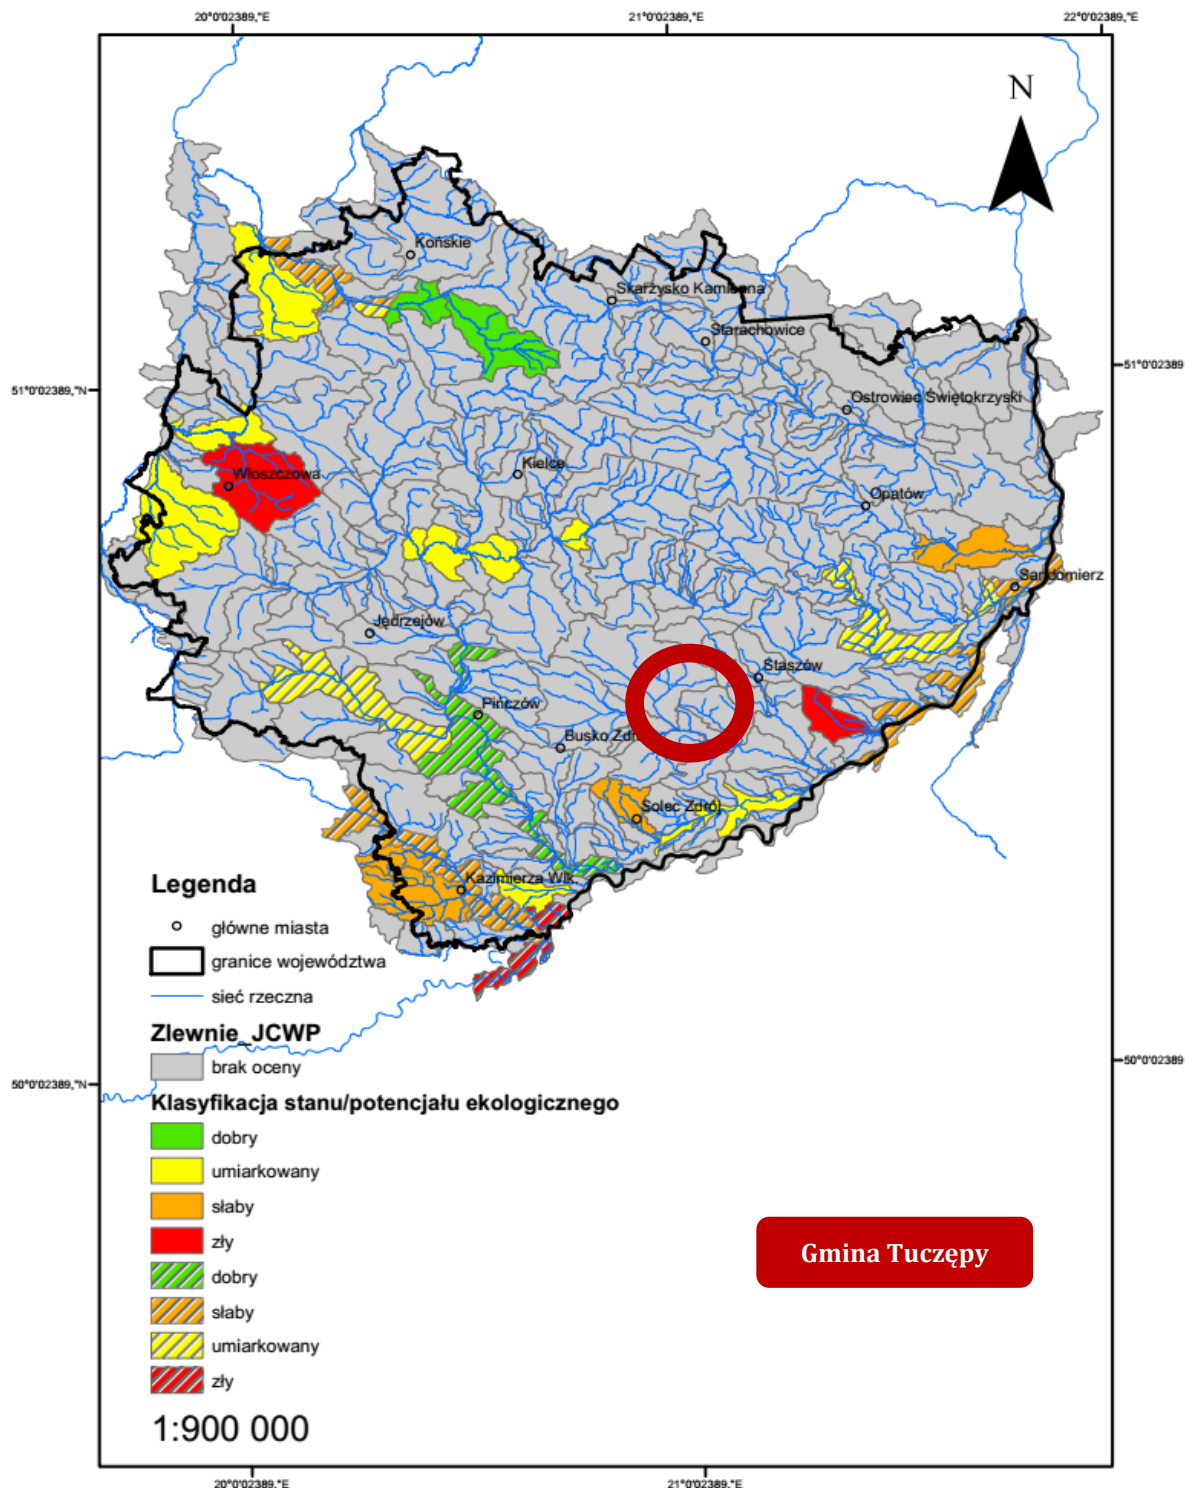 20°0'02389,"E
21°0'02389,"E
22°0'02389,"E
N
Końskie
Skarżysko Kamienna
Starachowice
51°0'02389,"N
51°0'02389
Ostrowiec Świętokrzyski
Włoszczowa
Kielce
Opatów
Sandomierz
Jędrzejów
Staszów
Pińczów
Busko
Solec Zdrój
Kazimierza Wlk.
Legenda
główne miasta
granice województwa
sieć rzeczna
Zlewnie_JCWP
brak oceny
50°0'02389,"N
50°0'02389
Klasyfikacja stanu/potencjału ekologicznego
dobry
umiarkowany
słaby
zły
dobry
słaby
umiarkowany
zły
Gmina Tuczępy
1:900 000
20°0'02389,"E
21°0'02389,"E